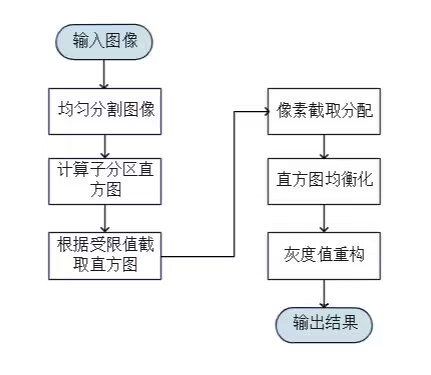 输入图像
均匀分割图像
计算子分区直
方图
根据受限值截
取直方图
像素截取分配
直方图均衡化
灰度值重构
输出结果